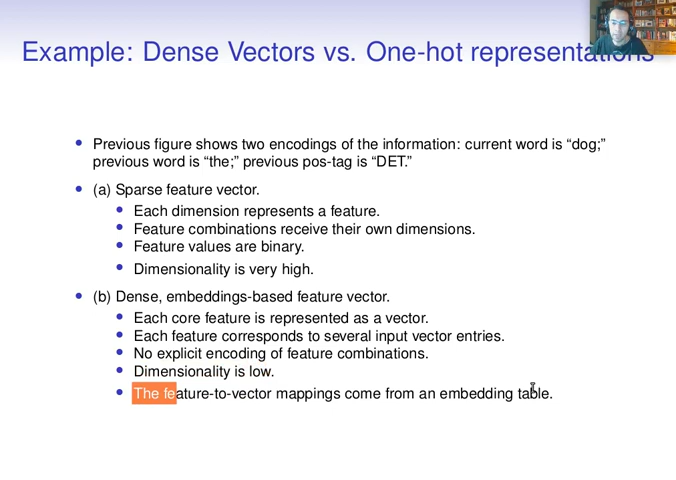 Example: Dense Vectors vs. One-hot representations
Previous figure shows two encodings of the information: current word is “dog;”
previous word is “the;” previous pos-tag is “DET.”
(a) Sparse feature vector.
Each dimension represents a feature.
Feature combinations receive their own dimensions.
Feature values are binary.
Dimensionality is very high.
(b) Dense, embeddings-based feature vector.
Each core feature is represented as a vector.
Each feature corresponds to several input vector entries.
No explicit encoding of feature combinations.
Dimensionality is low.
The feature-to-vector mappings come from an embedding table.